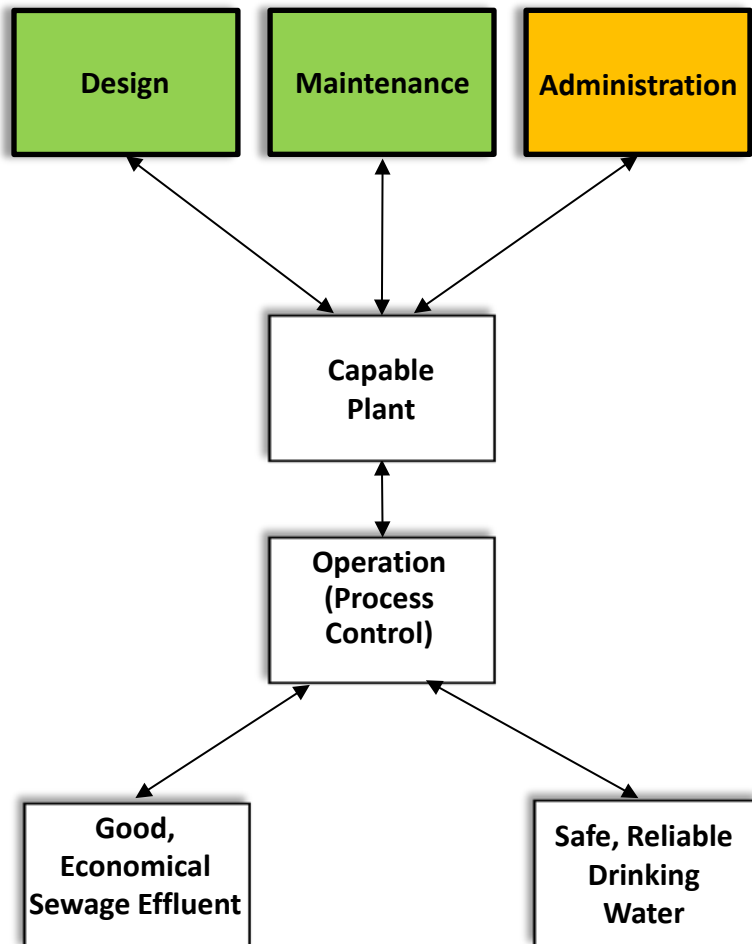 Design
Maintenance
Administration
Capable
Plant
Operation
(Process
Control)
Good,
Economical
Sewage Effluent
Safe, Reliable
Drinking
Water